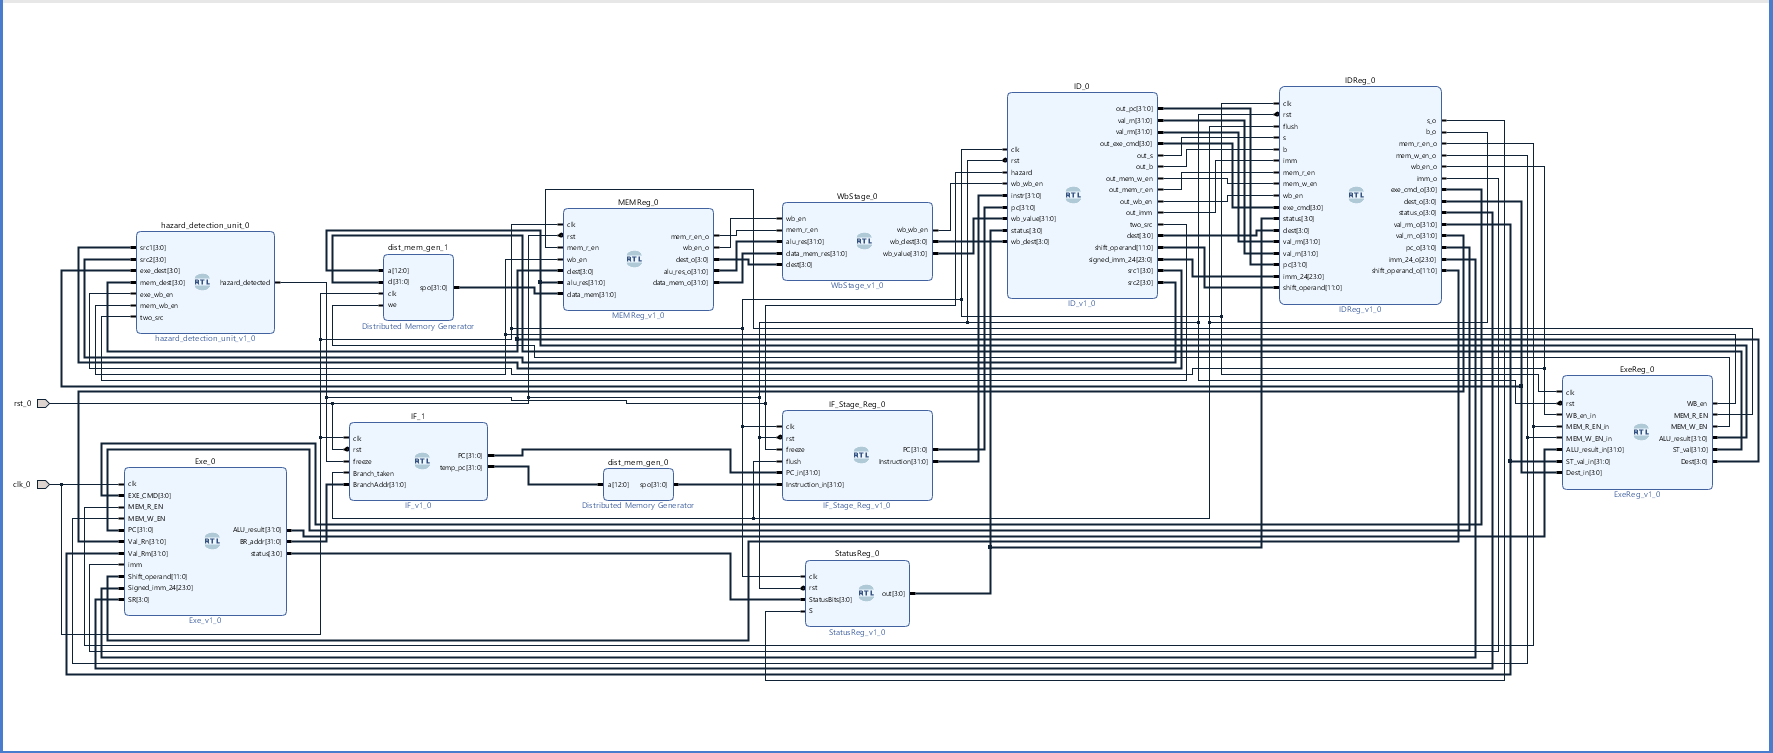 rst_0
clk_0
hazard_detection_unit_0
src1[3:0]
src2[3:0]
exe_dest[3:0]
mem_dest[3:0]
exe_wb_en
mem_wb_en
two_src
RTL
hazard_detected
hazard_detection_unit_v1_0
dist_mem_gen_1
a[12:0]
d[31:0]
clk
we
spo[31:0]
Distributed Memory Generator
MEMReg_0
clk
rst
mem_r_en
wb_en
dest[3:0]
alu_res[31:0]
data_mem[31:0]
RTL
mem_r_en_o
wb_en_o
dest_o[3:0]
alu_res_o[31:0]
data_mem_o[31:0]
MEMReg_v1_0
WbStage_0
wb_en
mem_r_en
alu_res[31:0]
data_mem_res[31:0]
dest[3:0]
RTL
wb_wb_en
wb_dest[3:0]
wb_value[31:0]
WbStage_v1_0
ID_0
clk
rst
hazard
wb_wb_en
instr[31:0]
pc[31:0]
wb_value[31:0]
status[3:0]
wb_dest[3:0]
RTL
out_pc[31:0]
val_rn[31:0]
val_rm[31:0]
out_exe_cmd[3:0]
out_s
out_b
out_mem_w_en
out_mem_r_en
out_wb_en
out_imm
two_src
dest[3:0]
shift_operand[11:0]
signed_imm_24[23:0]
src1[3:0]
src2[3:0]
ID_v1_0
IDReg_0
clk
rst
flush
s
b
imm
mem_r_en
mem_w_en
wb_en
exe_cmd[3:0]
status[3:0]
dest[3:0]
val_rm[31:0]
val_rn[31:0]
pc[31:0]
imm_24[23:0]
shift_operand[11:0]
RTL
s_o
b_o
mem_r_en_o
mem_w_en_o
wb_en_o
imm_o
exe_cmd_o[3:0]
dest_o[3:0]
status_o[3:0]
val_rm_o[31:0]
val_rn_o[31:0]
pc_o[31:0]
imm_24_o[23:0]
shift_operand_o[11:0]
IDReg_v1_0
IF_1
clk
rst
freeze
Branch_taken
BranchAddr[31:0]
RTL
PC[31:0]
temp_pc[31:0]
IF_v1_0
dist_mem_gen_0
a[12:0]
spo[31:0]
Distributed Memory Generator
IF_Stage_Reg_0
clk
rst
freeze
flush
PC_in[31:0]
Instruction_in[31:0]
RTL
PC[31:0]
Instruction[31:0]
IF_Stage_Reg_v1_0
ExeReg_0
clk
rst
WB_en_in
MEM_R_EN_in
MEM_W_EN_in
ALU_result_in[31:0]
ST_val_in[31:0]
Dest_in[3:0]
RTL
WB_en
MEM_R_EN
MEM_W_EN
ALU_result[31:0]
ST_val[31:0]
Dest[3:0]
ExeReg_v1_0
Exe_0
clk
EXE_CMD[3:0]
MEM_R_EN
MEM_W_EN
PC[31:0]
Val_Rn[31:0]
Val_Rm[31:0]
imm
Shift_operand[11:0]
Signed_imm_24[23:0]
SR[3:0]
RTL
ALU_result[31:0]
BR_addr[31:0]
status[3:0]
Exe_v1_0
StatusReg_0
clk
rst
StatusBits[3:0]
S
RTL
out[3:0]
StatusReg_v1_0